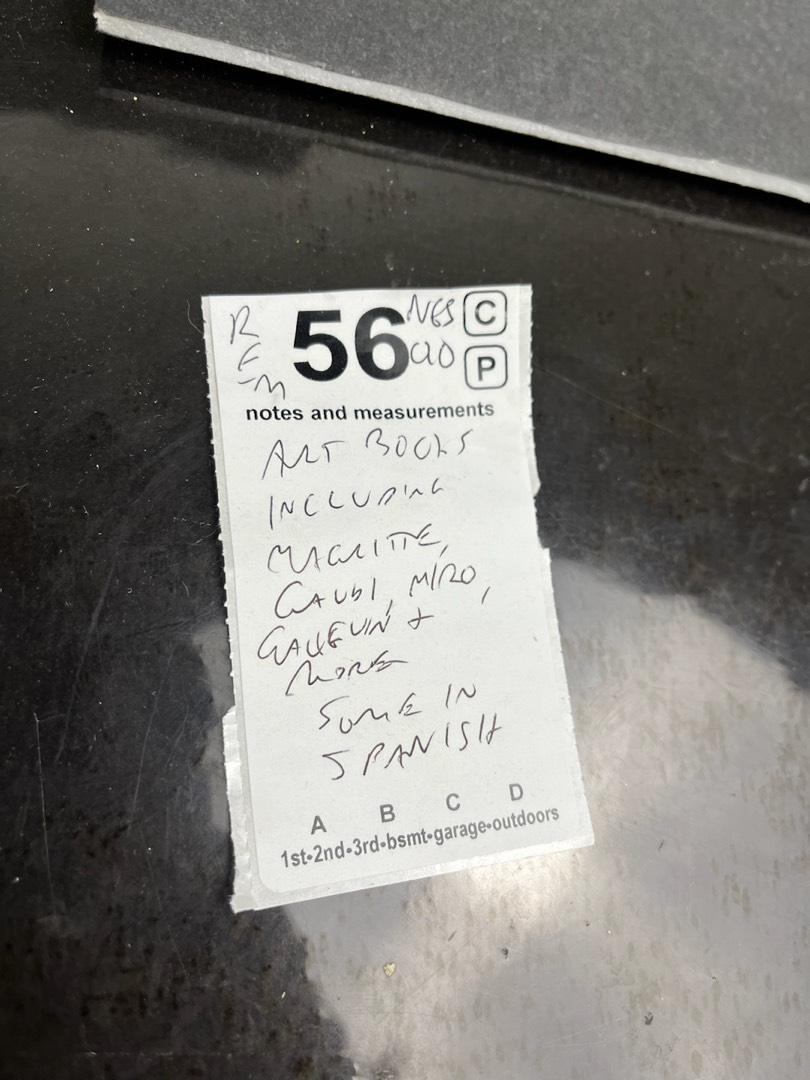 R
56
C
P
notes and measurements
ART BOOKS
INCLUDING
MAGRITTE,
GAUDI, MIRO,
&
MORE
SOME IN
SPANISH
A B C D
1st•2nd•3rd•bsmt•garage•outdoors